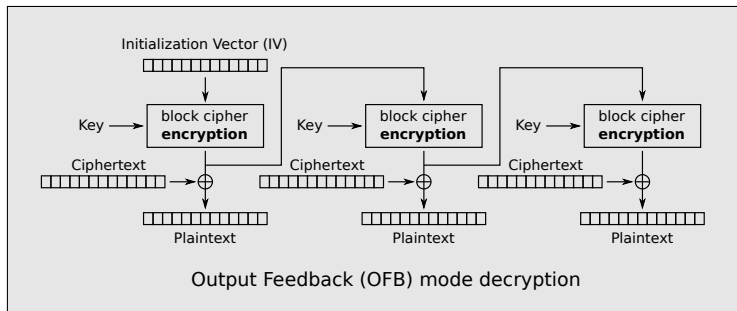 Initialization Vector (IV)
Key
block cipher
encryption
Key
block cipher
encryption
Key
block cipher
encryption
Ciphertext
Ciphertext
Ciphertext
Plaintext
Plaintext
Plaintext
Output Feedback (OFB) mode decryption